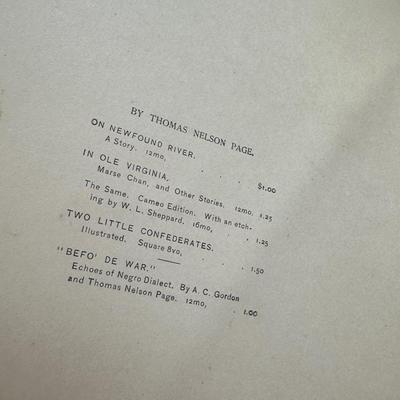 BY THOMAS NELSON PAGE.
ON NEWFOUND RIVER.
A Story. 12mo, . . . $1.00
IN OLE VIRGINIA,
Marse Chan, and Other Stories. 12mo. 1.25
The Same. Cameo Edition. With an etch-
ing by W. L. Sheppard. 16mo, . . 1.25
TWO LITTLE CONFEDERATES.
Illustrated. Square 8vo, . . . 1.50
"BEFO' DE WAR."
Echoes of Negro Dialect. By A. C. Gordon
and Thomas Nelson Page. 12mo, . 1.00